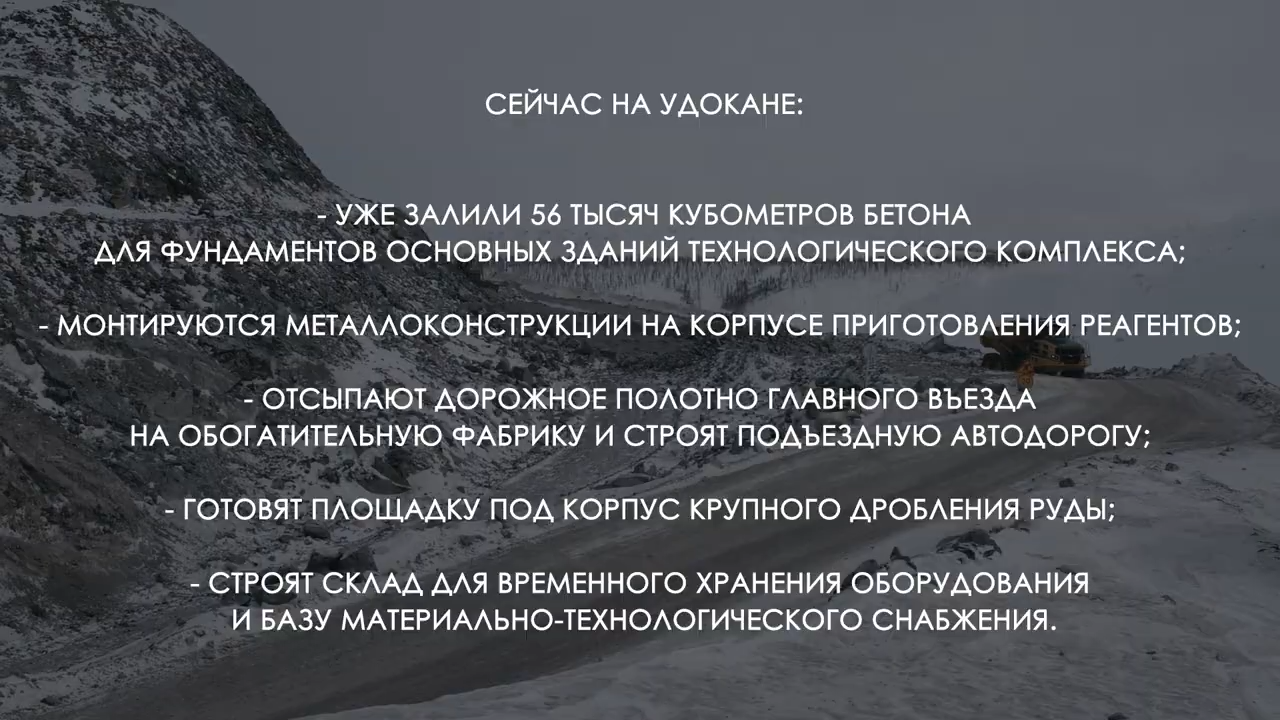 СЕЙЧАС НА УДОКАНЕ:
- УЖЕ ЗАЛИЛИ 56 ТЫСЯЧ КУБОМЕТРОВ БЕТОНА
ДЛЯ ФУНДАМЕНТОВ ОСНОВНЫХ ЗДАНИЙ ТЕХНОЛОГИЧЕСКОГО КОМПЛЕКСА;
- МОНТИРУЮТСЯ МЕТАЛЛОКОНСТРУКЦИИ НА КОРПУСЕ ПРИГОТОВЛЕНИЯ РЕАГЕНТОВ;
- ОТСЫПАЮТ ДОРОЖНОЕ ПОЛОТНО ГЛАВНОГО ВЪЕЗДА
НА ОБОГАТИТЕЛЬНУЮ ФАБРИКУ И СТРОЯТ ПОДЪЕЗДНУЮ АВТОДОРОГУ;
- ГОТОВЯТ ПЛОЩАДКУ ПОД КОРПУС КРУПНОГО ДРОБЛЕНИЯ РУДЫ;
- СТРОЯТ СКЛАД ДЛЯ ВРЕМЕННОГО ХРАНЕНИЯ ОБОРУДОВАНИЯ
И БАЗУ МАТЕРИАЛЬНО-ТЕХНОЛОГИЧЕСКОГО СНАБЖЕНИЯ.